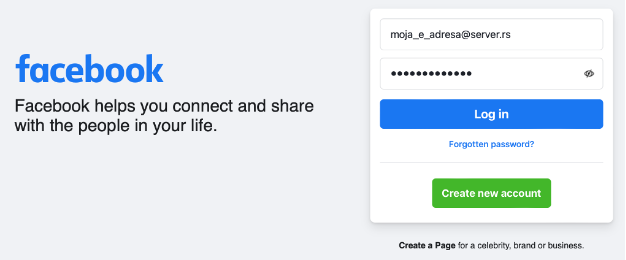 facebook
Facebook helps you connect and share
with the people in your life.
moja_e_adresa@server.rs
•••••••••••••
Log in
Forgotten password?
Create new account
Create a Page for a celebrity, brand or business.